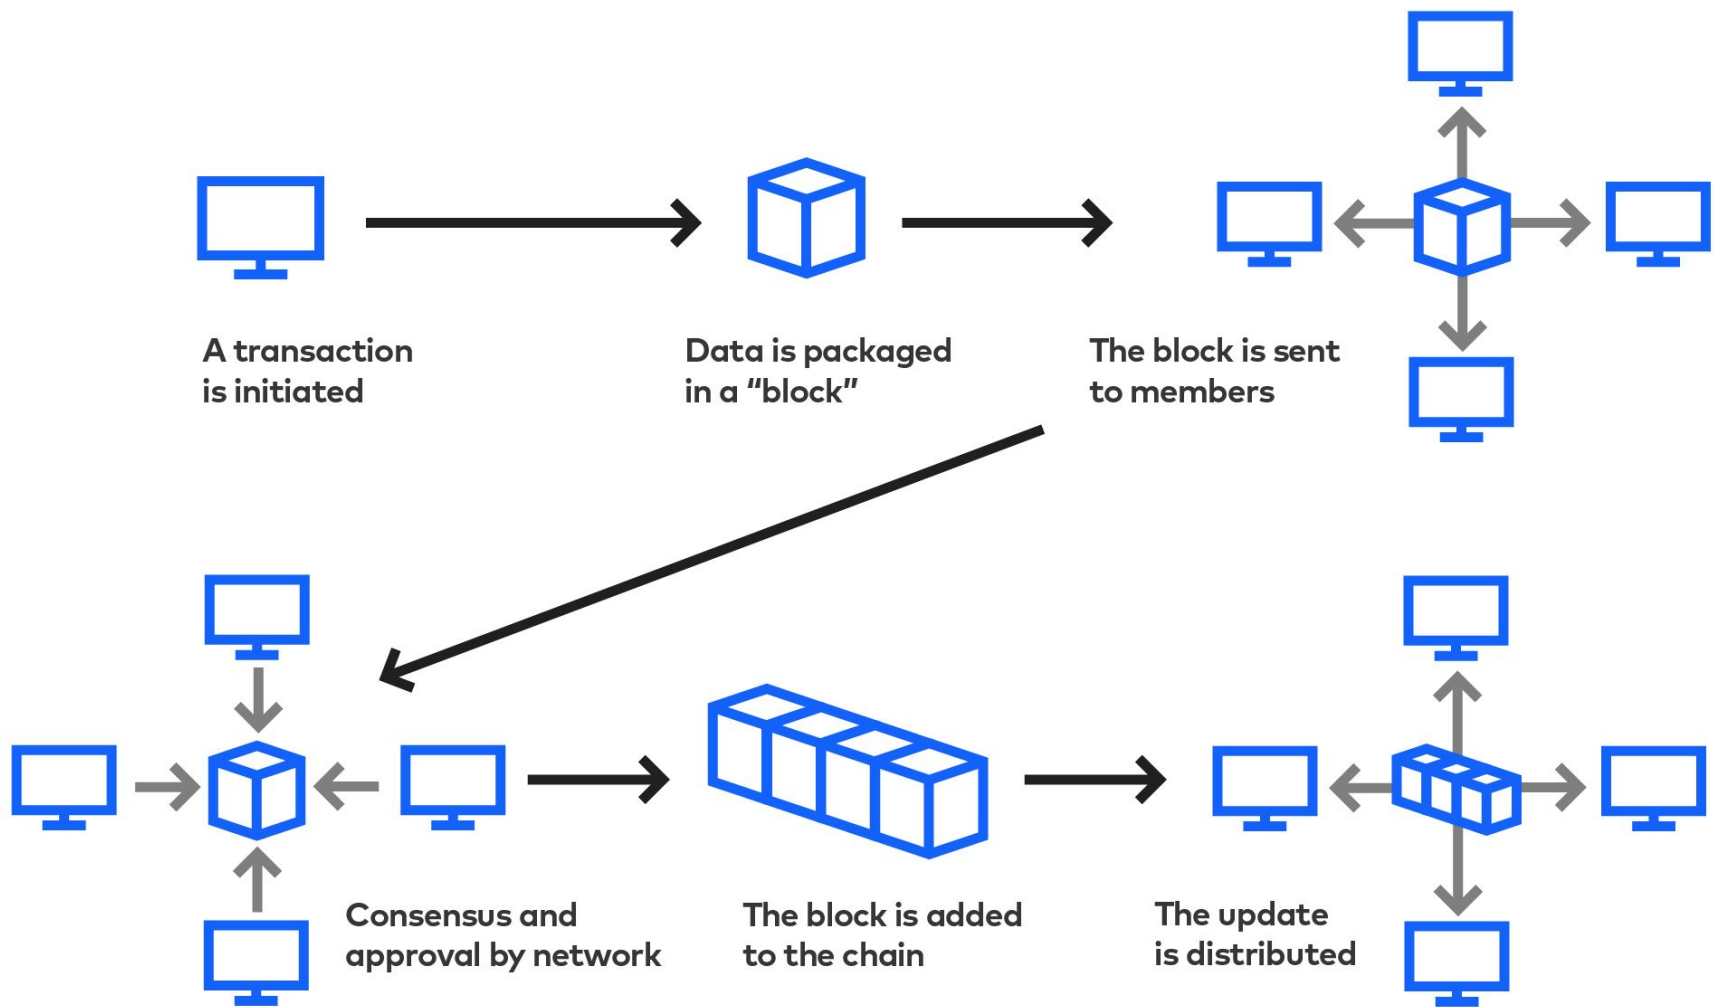 A transaction
is initiated
Data is packaged
in a “block”
The block is sent
to members
Consensus and
approval by network
The block is added
to the chain
The update
is distributed